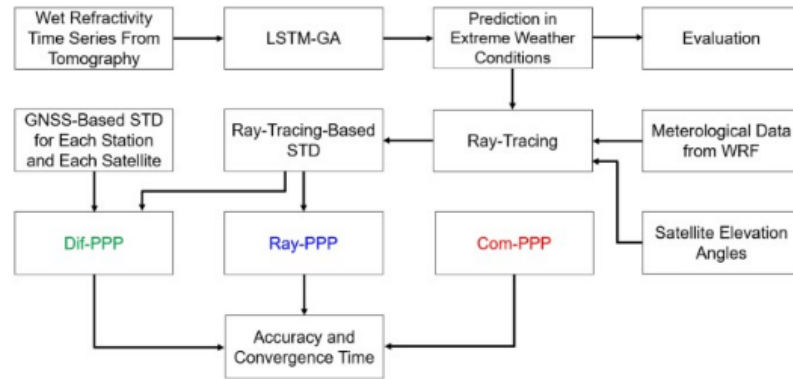 Wet Refractivity
Time Series From
Tomography
LSTM-GA
Prediction in
Extreme Weather
Conditions
Evaluation
GNSS-Based STD
for Each Station
and Each Satellite
Ray-Tracing-Based
STD
Ray-Tracing
Meterological Data
from WRF
Dif-PPP
Ray-PPP
Com-PPP
Satellite Elevation
Angles
Accuracy and
Convergence Time